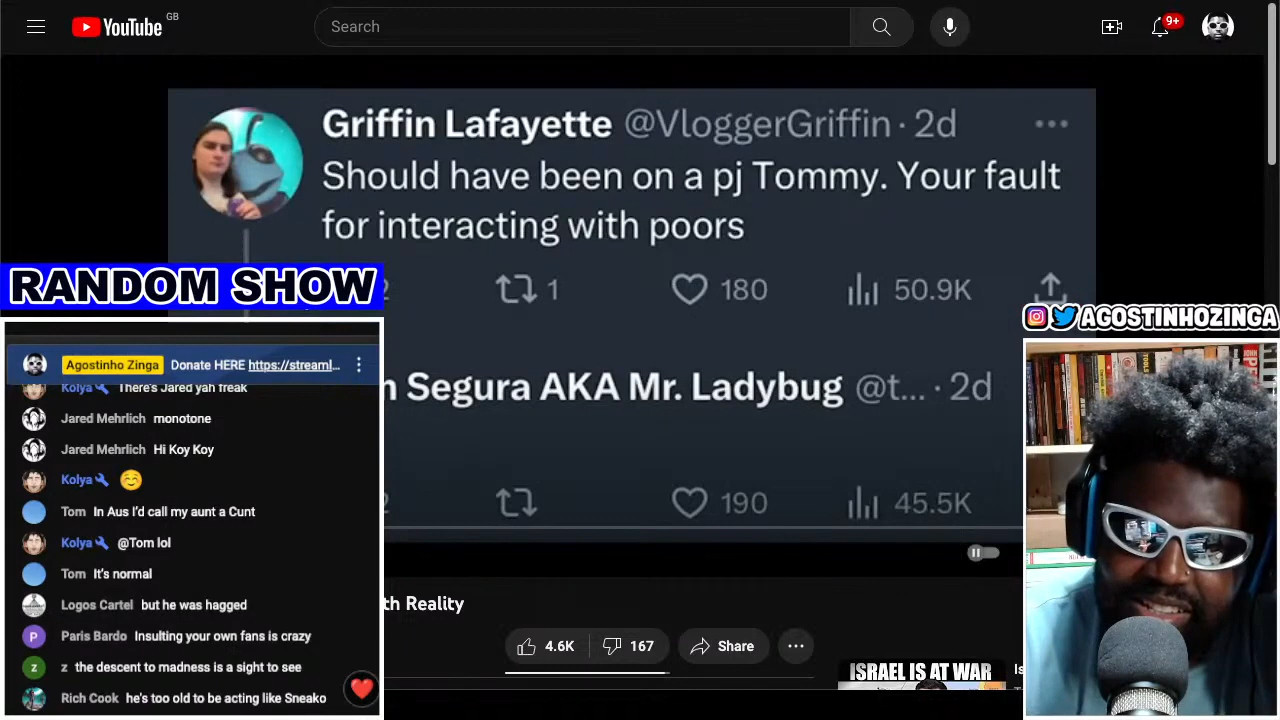 YouTube GB
Search
9+
Griffin Lafayette @VloggerGriffin · 2d
Should have been on a pj Tommy. Your fault
for interacting with poors
2 1 180 50.9K
RANDOM SHOW
AGOSTINHOZINGA
Agostinho Zinga Donate HERE https://streaml...
Kolya There's Jared yah freak
Jared Mehrlich monotone
Jared Mehrlich Hi Koy Koy
Kolya ☺️
Tom In Aus I'd call my aunt a Cunt
Kolya @Tom lol
Tom It's normal
Logos Cartel but he was hagged
Paris Bardo Insulting your own fans is crazy
z the descent to madness is a sight to see
Rich Cook he's too old to be acting like Sneako
Segura AKA Mr. Ladybug @t... · 2d
2 190 45.5K
th Reality
4.6K 167 Share
ISRAEL IS AT WAR